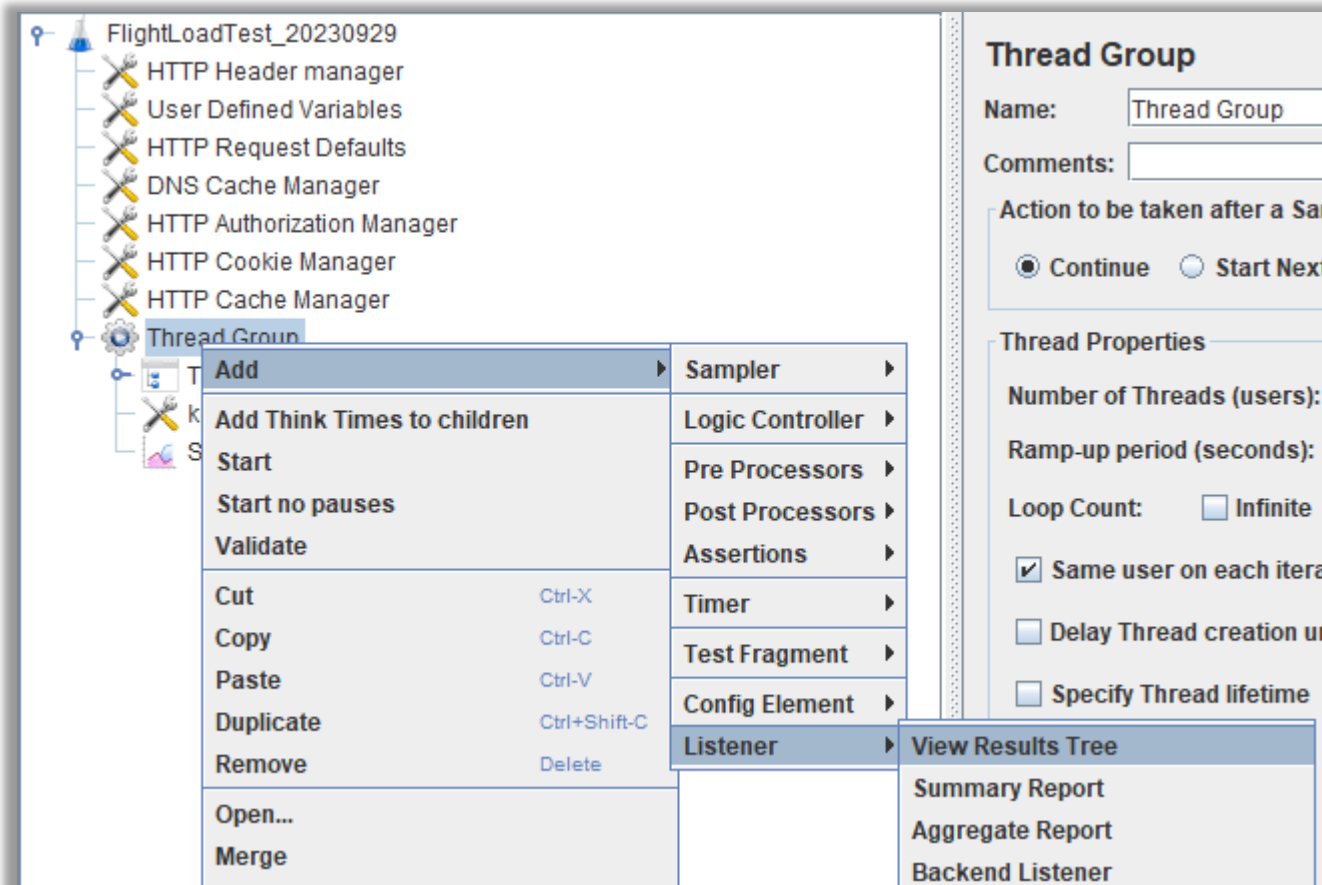 FlightLoadTest_20230929
HTTP Header manager
User Defined Variables
HTTP Request Defaults
DNS Cache Manager
HTTP Authorization Manager
HTTP Cookie Manager
HTTP Cache Manager
Thread Group
T
k
S
Add
Add Think Times to children
Start
Start no pauses
Validate
Cut Ctrl-X
Copy Ctrl-C
Paste Ctrl-V
Duplicate Ctrl+Shift-C
Remove Delete
Open...
Merge
Sampler
Logic Controller
Pre Processors
Post Processors
Assertions
Timer
Test Fragment
Config Element
Listener
View Results Tree
Summary Report
Aggregate Report
Backend Listener
Thread Group
Name: Thread Group
Comments:
Action to be taken after a Sa
Continue Start Next
Thread Properties
Number of Threads (users):
Ramp-up period (seconds):
Loop Count: Infinite
Same user on each itera
Delay Thread creation un
Specify Thread lifetime